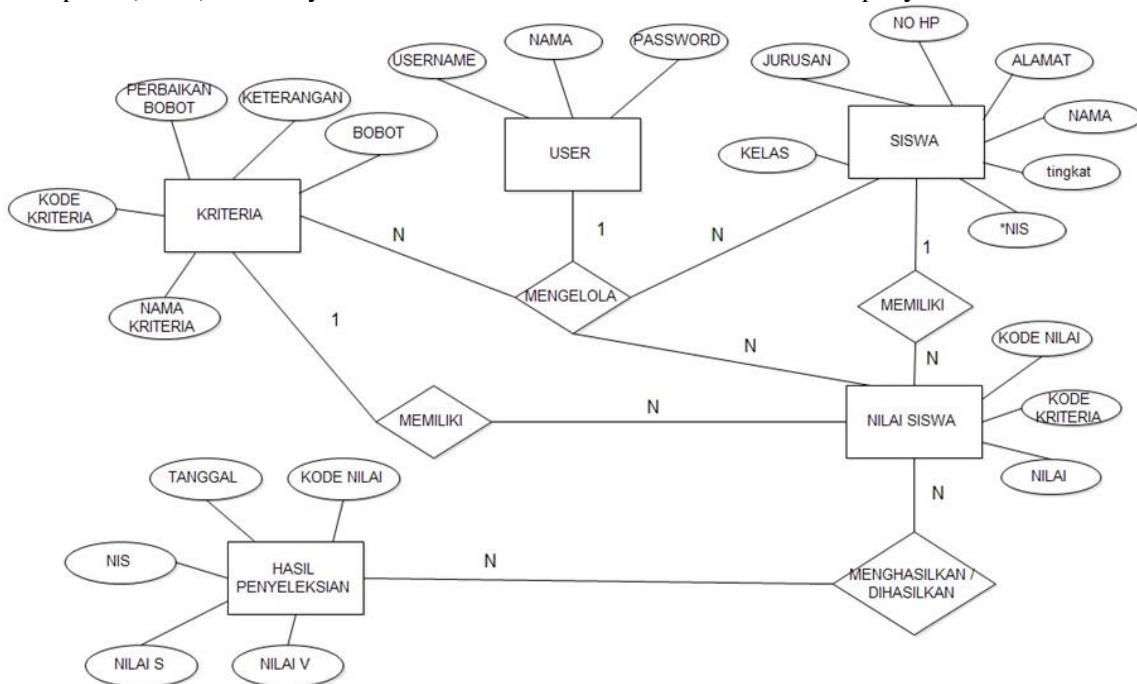 NO HP
NAMA
PASSWORD
USERNAME
JURUSAN
ALAMAT
PERBAIKAN
BOBOT
KETERANGAN
BOBOT
NAMA
USER
SISWA
KELAS
tingkat
KODE
KRITERIA
KRITERIA
*NIS
N
1
N
1
MENGELOLA
MEMILIKI
NAMA
KRITERIA
1
N
N
KODE NILAI
KODE
KRITERIA
MEMILIKI
N
NILAI SISWA
NILAI
TANGGAL
KODE NILAI
N
NIS
HASIL
PENYELEKSIAN
N
MENGHASILKAN /
DIHASILKAN
NILAI S
NILAI V